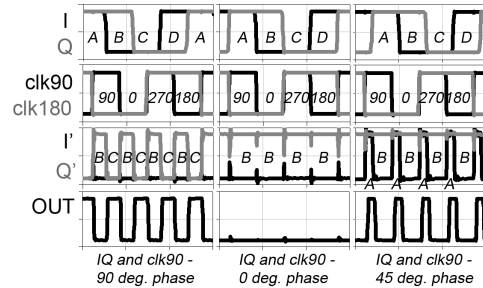 I
Q
A B C D A
A B C D
A B C D
clk90
clk180
90 0 270 180
90 0 270 180
90 0 270 180
I'
Q'
B C B C B C B C
B B B B
B B B B
A A A A
OUT
IQ and clk90 -
90 deg. phase
IQ and clk90 -
0 deg. phase
IQ and clk90 -
45 deg. phase